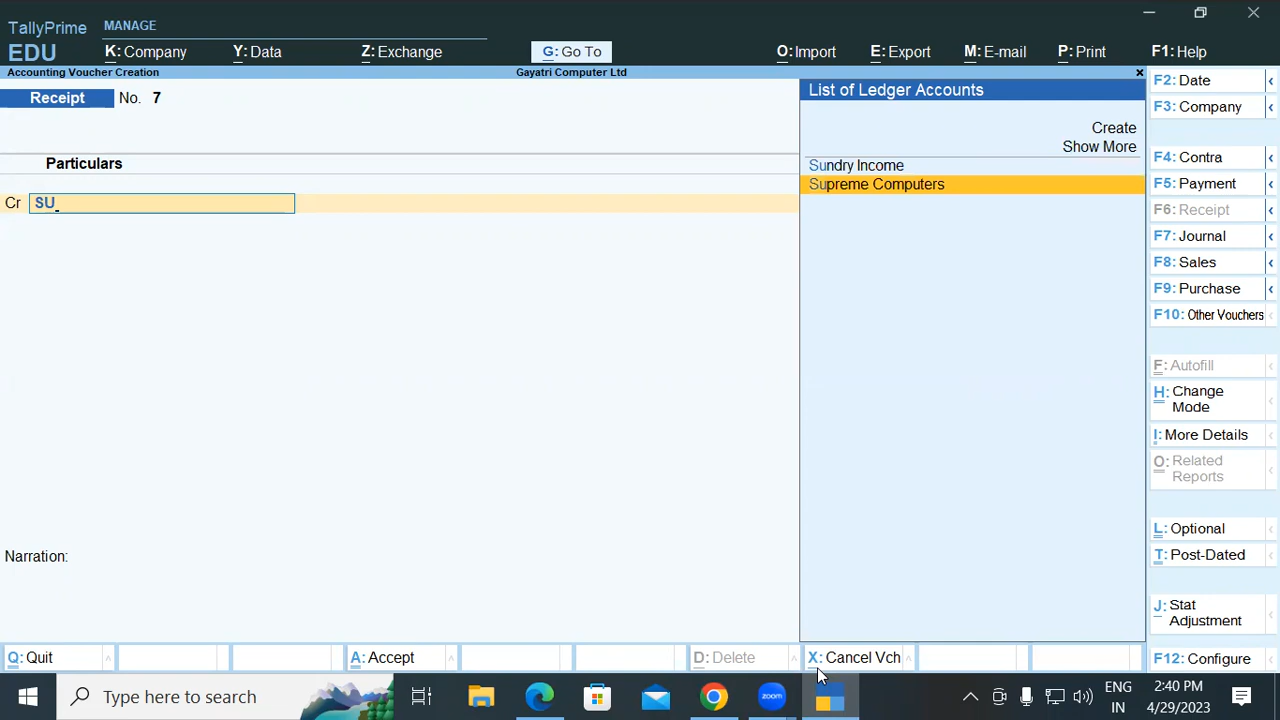 TallyPrime
EDU
MANAGE
K: Company
Y: Data
Z: Exchange
G: Go To
O: Import
E: Export
M: E-mail
P: Print
F1: Help
Accounting Voucher Creation
Gayatri Computer Ltd
Receipt No. 7
Particulars
Cr SU
Narration:
List of Ledger Accounts
Create
Show More
Sundry Income
Supreme Computers
F2: Date
F3: Company
F4: Contra
F5: Payment
F6: Receipt
F7: Journal
F8: Sales
F9: Purchase
F10: Other Vouchers
F: Autofill
H: Change
Mode
I: More Details
O: Related
Reports
L: Optional
T: Post-Dated
J: Stat
Adjustment
F12: Configure
Q: Quit
A: Accept
D: Delete
X: Cancel Vch
Type here to search
zoom
ENG
IN
2:40 PM
4/29/2023